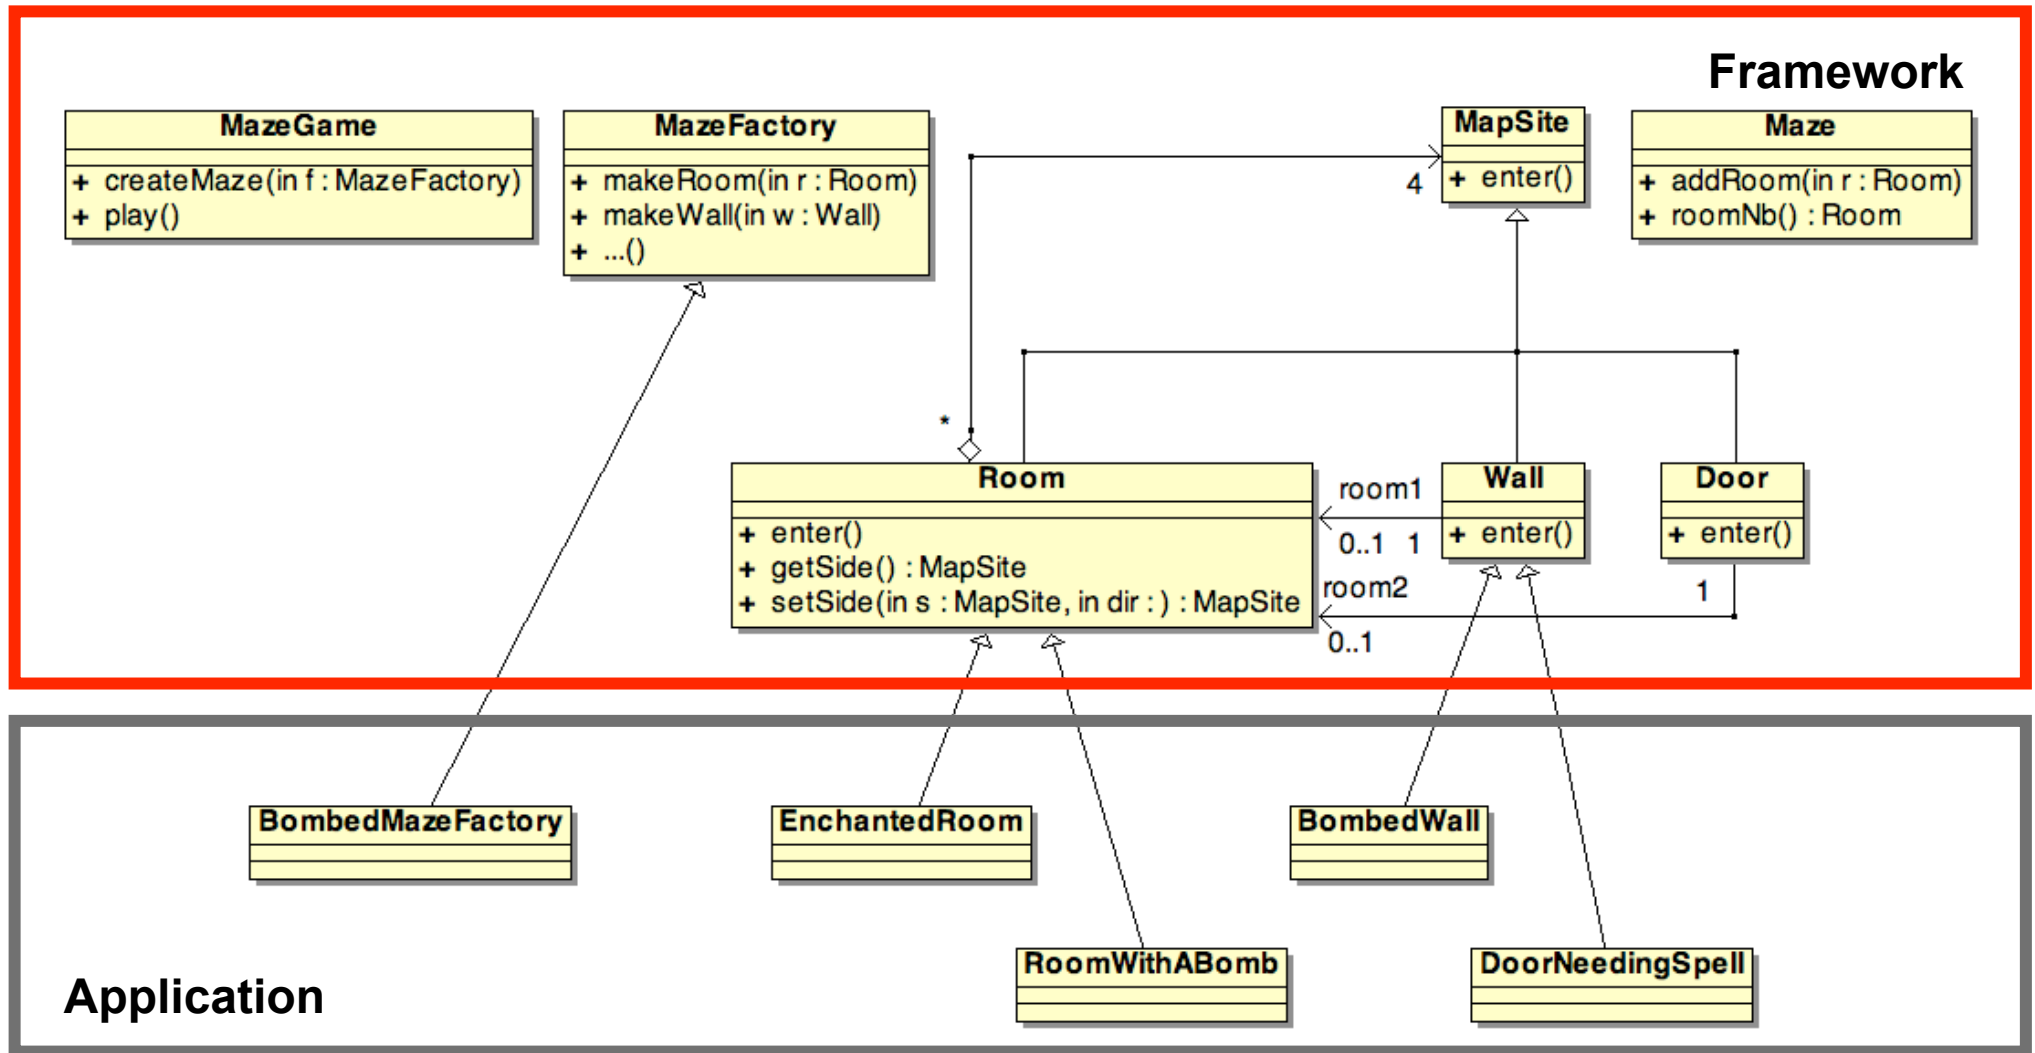 Framework
MazeGame
+ createMaze(in f : MazeFactory)
+ play()
MazeFactory
+ makeRoom(in r : Room)
+ makeWall(in w : Wall)
+ ...()
MapSite
+ enter()
4
Maze
+ addRoom(in r : Room)
+ roomNb() : Room
*
Room
+ enter()
+ getSide() : MapSite
+ setSide(in s : MapSite, in dir : ) : MapSite
room1
0..1 1
Wall
+ enter()
Door
+ enter()
room2
1
0..1
BombedMazeFactory
EnchantedRoom
BombedWall
RoomWithABomb
DoorNeedingSpell
Application